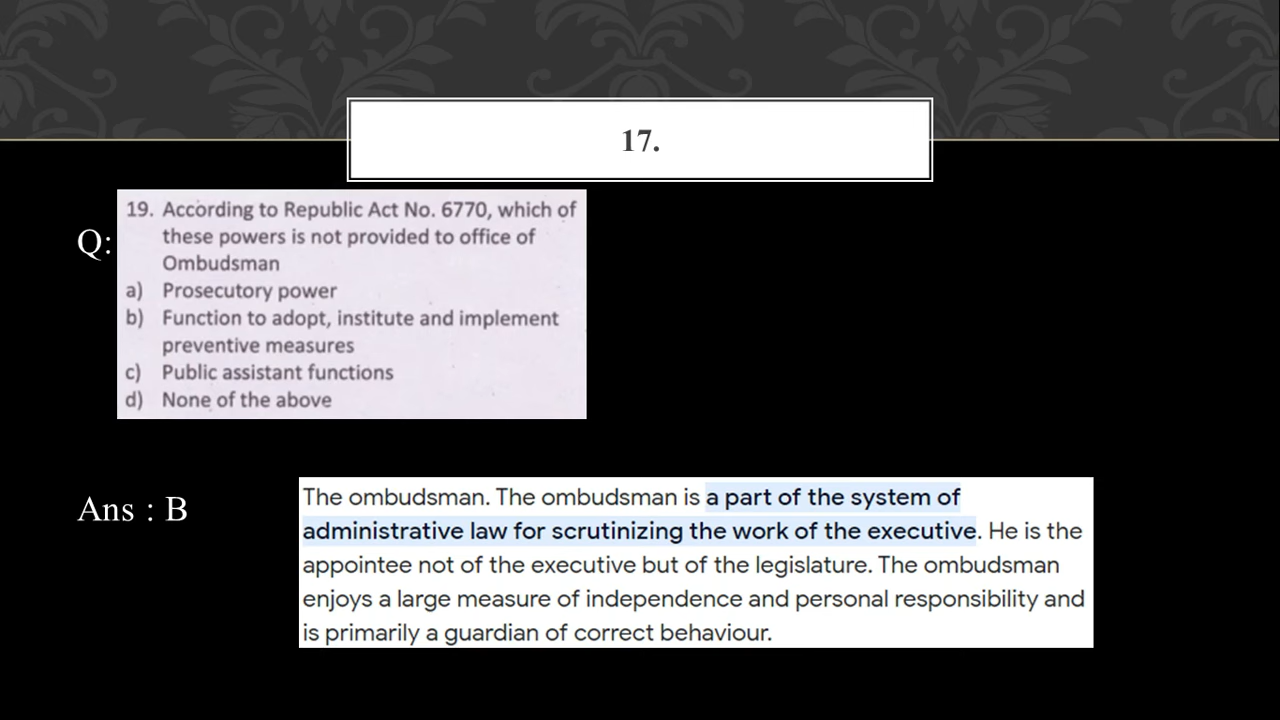 17.
Q:
19. According to Republic Act No. 6770, which of
these powers is not provided to office of
Ombudsman
a) Prosecutory power
b) Function to adopt, institute and implement
preventive measures
c) Public assistant functions
d) None of the above
Ans : B
The ombudsman. The ombudsman is a part of the system of
administrative law for scrutinizing the work of the executive. He is the
appointee not of the executive but of the legislature. The ombudsman
enjoys a large measure of independence and personal responsibility and
is primarily a guardian of correct behaviour.